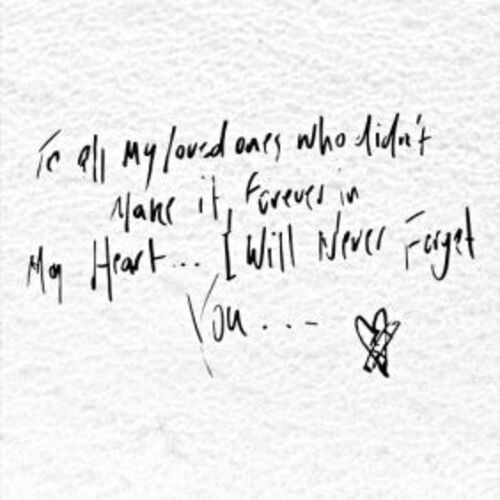 To all My loved ones who didn't
Make it Forever in
My Heart... I Will Never Forget
You...